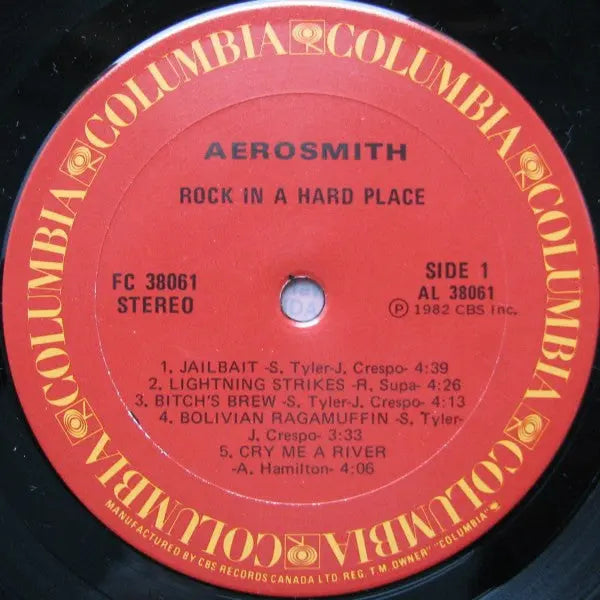 COLUMBIA COLUMBIA COLUMBIA COLUMBIA COLUMBIA COLUMBIA COLUMBIA COLUMBIA
AEROSMITH
ROCK IN A HARD PLACE
FC 38061
STEREO
SIDE 1
AL 38061
Ⓟ 1982 CBS Inc.
1. JAILBAIT -S. Tyler-J. Crespo- 4:39
2. LIGHTNING STRIKES -R. Supa- 4:26
3. BITCH'S BREW -S. Tyler-J. Crespo- 4:13
4. BOLIVIAN RAGAMUFFIN -S. Tyler-
J. Crespo- 3:33
5. CRY ME A RIVER
-A. Hamilton- 4:06
MANUFACTURED BY CBS RECORDS CANADA LTD. REG. T.M. OWNER "COLUMBIA"